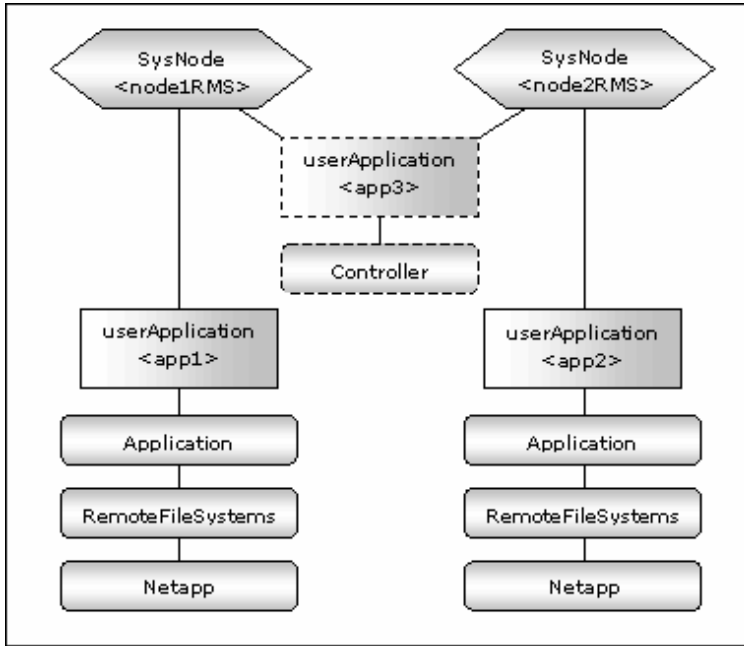 SysNode
<node1RMS>
SysNode
<node2RMS>
userApplication
<app3>
Controller
userApplication
<app1>
userApplication
<app2>
Application
Application
RemoteFileSystems
RemoteFileSystems
Netapp
Netapp